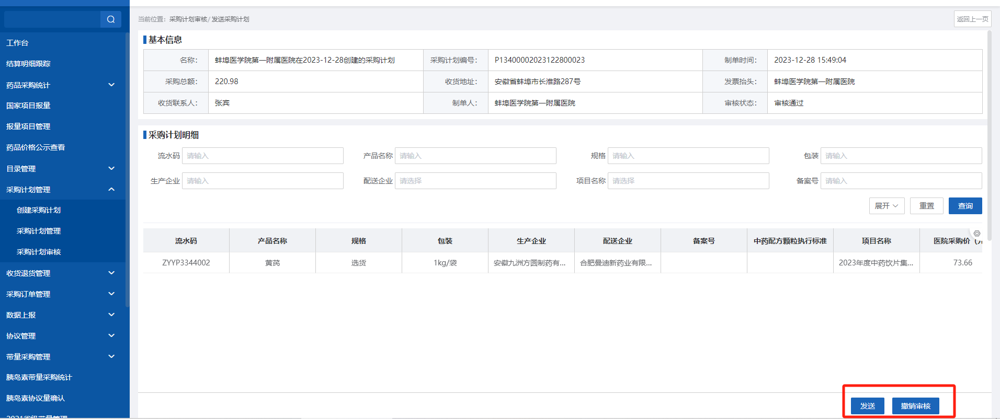 当前位置：采购计划审核/ 发送采购计划
返回上一页
工作台
结算明细跟踪
药品采购统计
国家项目报量
报量项目管理
药品价格公示查看
目录管理
采购计划管理
创建采购计划
采购计划管理
采购计划审核
收货退货管理
采购订单管理
数据上报
协议管理
带量采购管理
胰岛素带量采购统计
胰岛素协议量确认
基本信息
名称： 蚌埠医学院第一附属医院在2023-12-28创建的采购计划 采购计划编号： P13400002023122800023 制单时间： 2023-12-28 15:49:04
采购总额： 220.98 收货地址： 安徽省蚌埠市长淮路287号 发票抬头： 蚌埠医学院第一附属医院
收货联系人： 张宾 制单人： 蚌埠医学院第一附属医院 审核状态： 审核通过
采购计划明细
流水码 请输入 产品名称 请输入 规格 请输入 包装 请输入
生产企业 请输入 配送企业 请选择 项目名称 请选择 备案号 请输入
展开 重置 查询
流水码 产品名称 规格 包装 生产企业 配送企业 备案号 中药配方颗粒执行标准 项目名称 医院采购价
ZYYP3344002 黄芪 选货 1kg/袋 安徽九洲方圆制药有... 合肥曼迪新药业有限... 2023年度中药饮片集... 73.66
发送 撤销审核